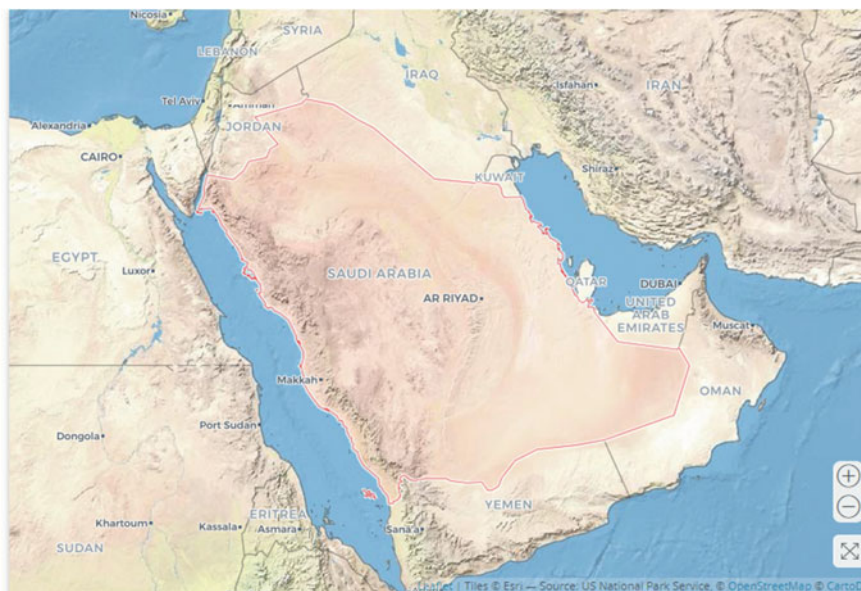 Nicosia
SYRIA
LEBANON
IRAQ
Isfahan
IRAN
Tel Aviv
Alexandria
JORDAN
CAIRO
KUWAIT
Shiraz
EGYPT
Luxor
SAUDI ARABIA
QATAR
DUBAI
AR RIYAD
UNITED
ARAB
EMIRATES
Muscat
Makkah
OMAN
Port Sudan
Dongola
YEMEN
ERITREA
Khartoum
Kassala
Asmara
Sana'a
SUDAN
+
−
Leaflet | Tiles © Esri — Source: US National Park Service, © OpenStreetMap © CartoD